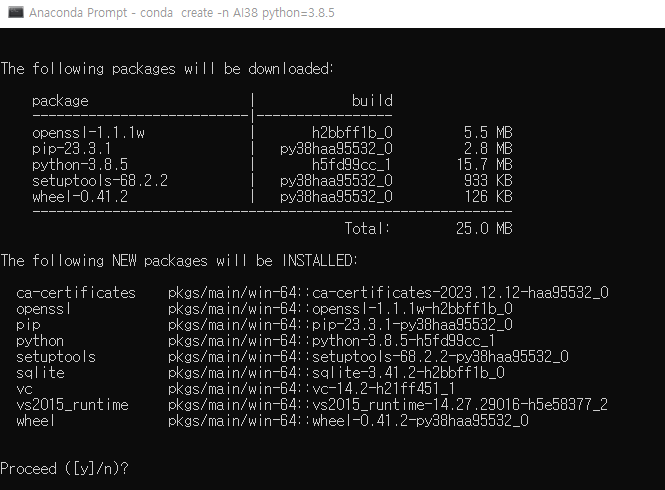 Anaconda Prompt - conda  create -n AI38 python=3.8.5
The following packages will be downloaded:
    package                    |            build
    ---------------------------|-----------------
    openssl-1.1.1w             |       h2bbff1b_0         5.5 MB
    pip-23.3.1                 |   py38haa95532_0         2.8 MB
    python-3.8.5               |       h5fd99cc_1        15.7 MB
    setuptools-68.2.2          |   py38haa95532_0         933 KB
    wheel-0.41.2               |   py38haa95532_0         126 KB
    ------------------------------------------------------------
                                           Total:        25.0 MB
The following NEW packages will be INSTALLED:
  ca-certificates    pkgs/main/win-64::ca-certificates-2023.12.12-haa95532_0
  openssl            pkgs/main/win-64::openssl-1.1.1w-h2bbff1b_0
  pip                pkgs/main/win-64::pip-23.3.1-py38haa95532_0
  python             pkgs/main/win-64::python-3.8.5-h5fd99cc_1
  setuptools         pkgs/main/win-64::setuptools-68.2.2-py38haa95532_0
  sqlite             pkgs/main/win-64::sqlite-3.41.2-h2bbff1b_0
  vc                 pkgs/main/win-64::vc-14.2-h21ff451_1
  vs2015_runtime     pkgs/main/win-64::vs2015_runtime-14.27.29016-h5e58377_2
  wheel              pkgs/main/win-64::wheel-0.41.2-py38haa95532_0
Proceed ([y]/n)?